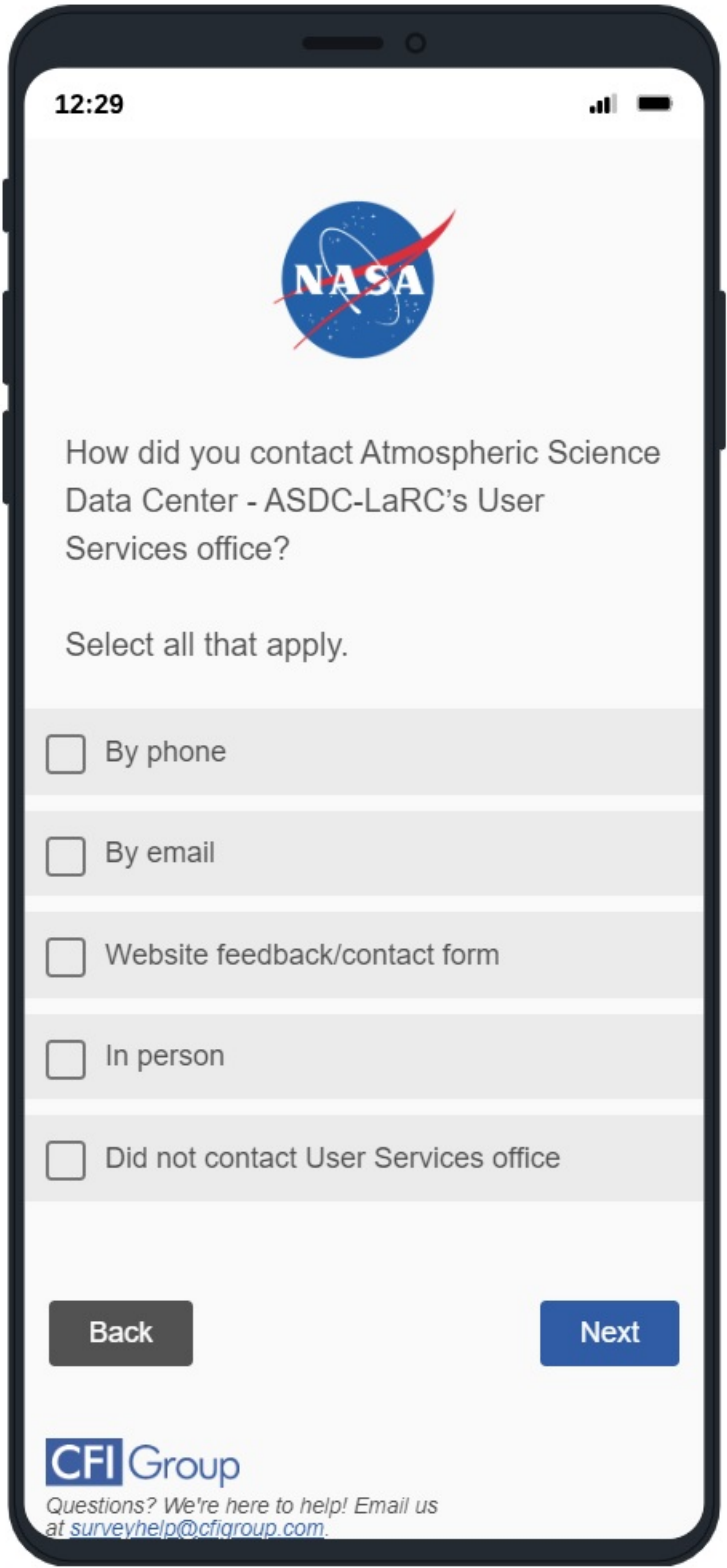 12:29
NASA
How did you contact Atmospheric Science
Data Center - ASDC-LaRC’s User
Services office?
Select all that apply.
By phone
By email
Website feedback/contact form
In person
Did not contact User Services office
Back
Next
CFI Group
Questions? We're here to help! Email us
at surveyhelp@cfigroup.com.